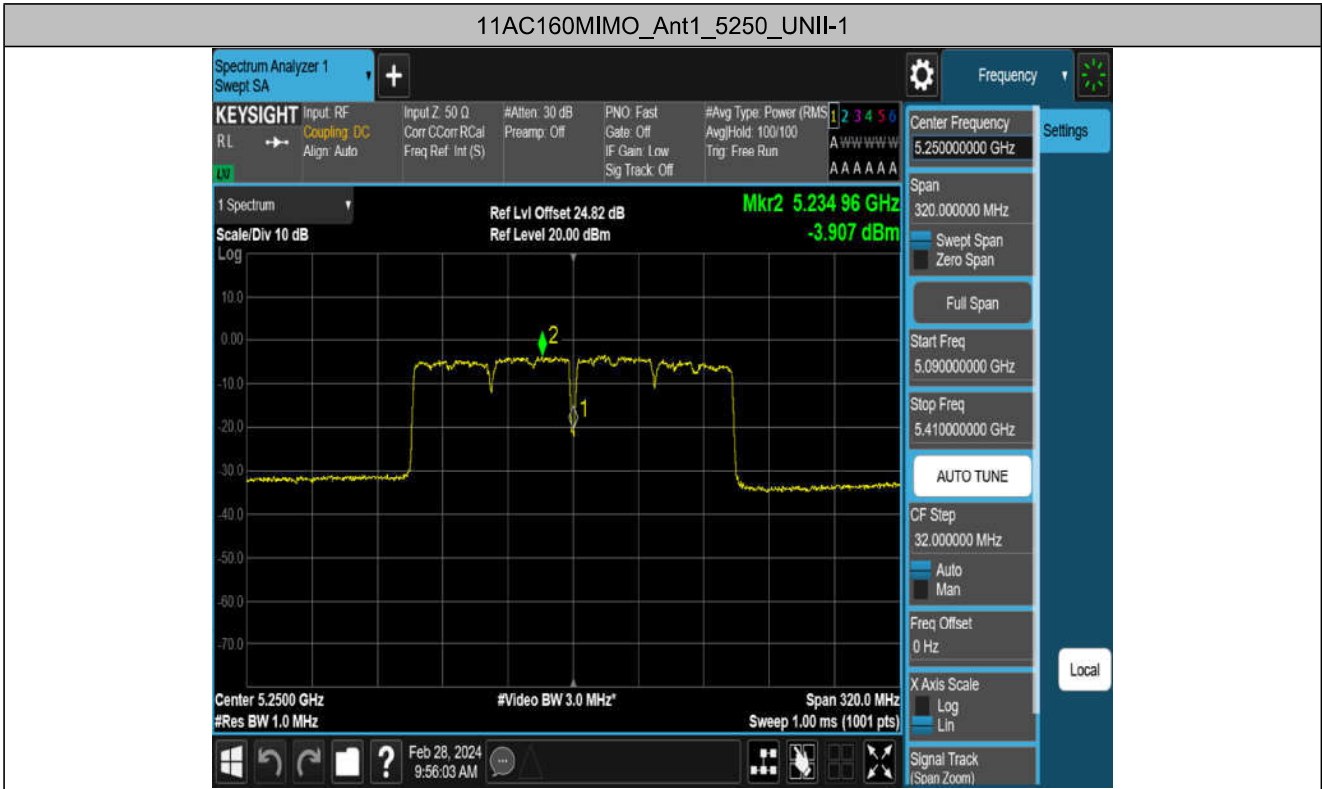 11AC160MIMO_Ant1_5250_UNII-1
Spectrum Analyzer 1
Swept SA
+
Frequency
KEYSIGHT
RL
LXI
Input: RF
Coupling: DC
Align: Auto
Input Z: 50 Ω
Corr CCorr RCal
Freq Ref: Int (S)
#Atten: 30 dB
Preamp: Off
PNO: Fast
Gate: Off
IF Gain: Low
Sig Track: Off
#Avg Type: Power (RMS
Avg|Hold: 100/100
Trig: Free Run
1 2 3 4 5 6
A W W W W W
A A A A A A
Center Frequency
5.250000000 GHz
Settings
Span
320.000000 MHz
Swept Span
Zero Span
Full Span
Start Freq
5.090000000 GHz
Stop Freq
5.410000000 GHz
AUTO TUNE
CF Step
32.000000 MHz
Auto
Man
Freq Offset
0 Hz
X Axis Scale
Log
Lin
Signal Track
(Span Zoom)
Local
1 Spectrum
Scale/Div 10 dB
Log
Ref Lvl Offset 24.82 dB
Ref Level 20.00 dBm
Mkr2 5.234 96 GHz
-3.907 dBm
10.0
0.00
-10.0
-20.0
-30.0
-40.0
-50.0
-60.0
-70.0
2
1
Center 5.2500 GHz
#Video BW 3.0 MHz*
Span 320.0 MHz
#Res BW 1.0 MHz
Sweep 1.00 ms (1001 pts)
?
Feb 28, 2024
9:56:03 AM